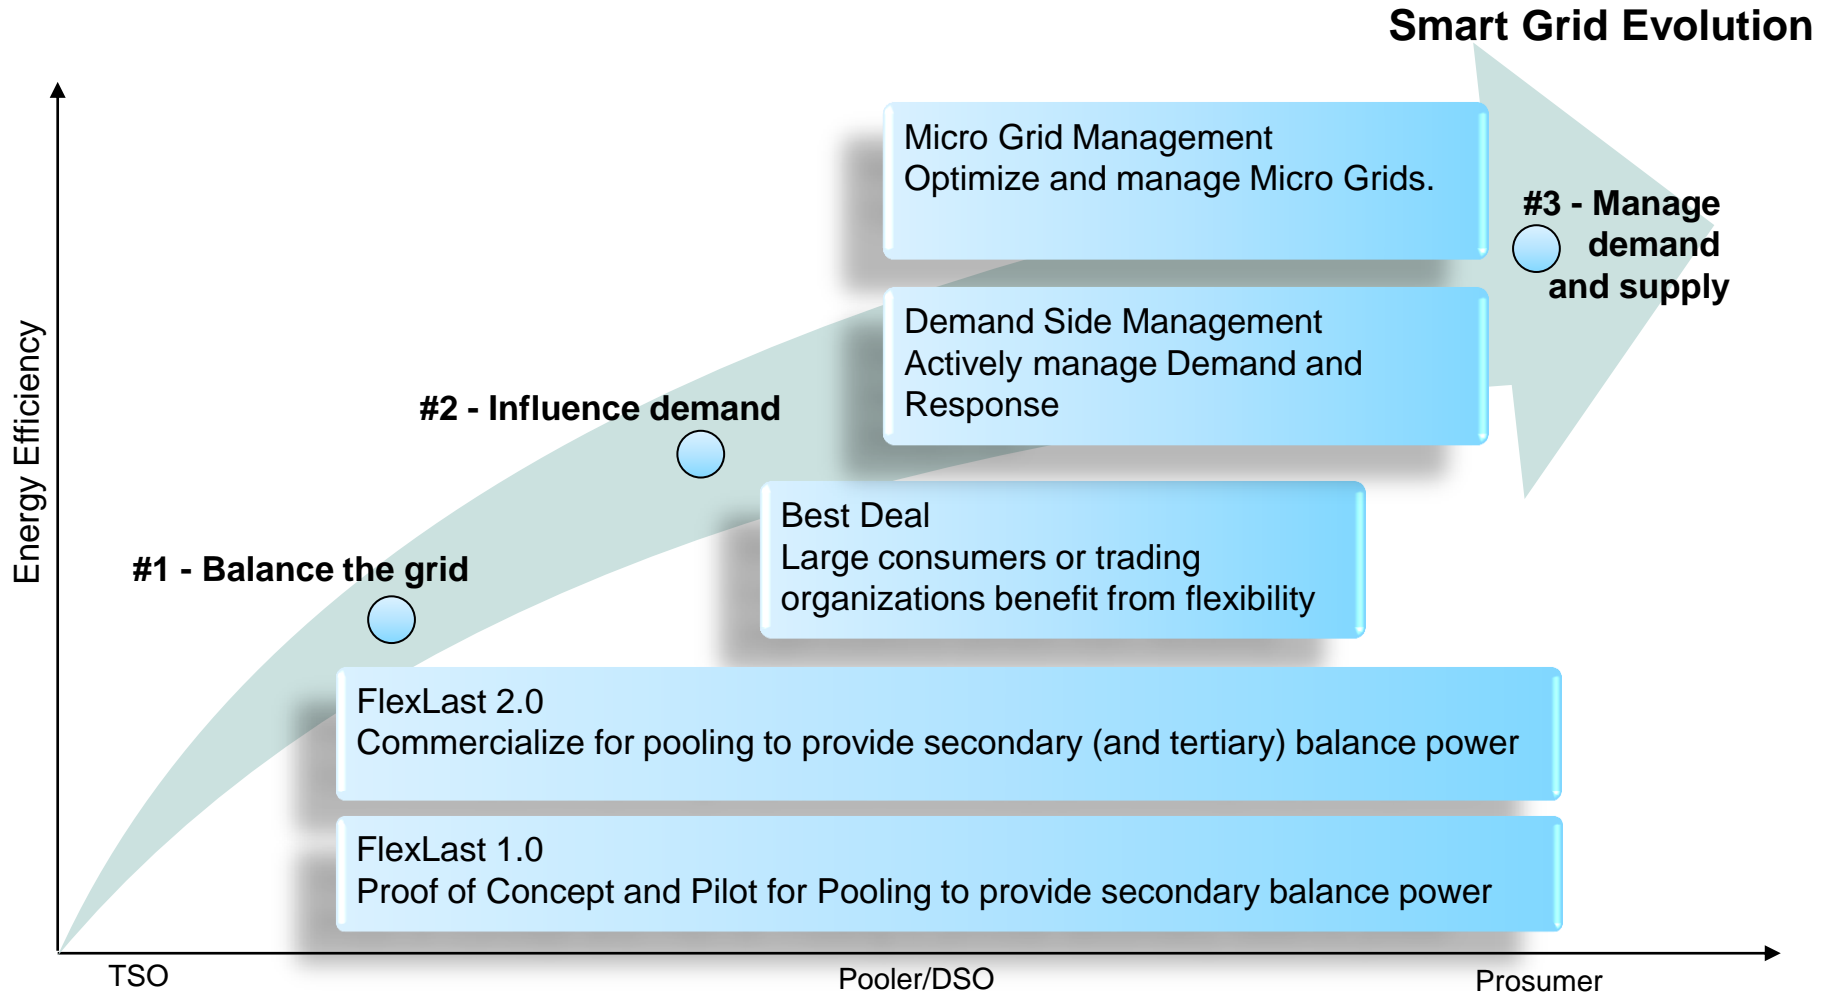 Smart Grid Evolution
Micro Grid Management
Optimize and manage Micro Grids.
#3 - Manage
demand
and supply
Demand Side Management
Actively manage Demand and
Response
#2 - Influence demand
Energy Efficiency
Best Deal
Large consumers or trading
organizations benefit from flexibility
#1 - Balance the grid
FlexLast 2.0
Commercialize for pooling to provide secondary (and tertiary) balance power
FlexLast 1.0
Proof of Concept and Pilot for Pooling to provide secondary balance power
TSO
Pooler/DSO
Prosumer